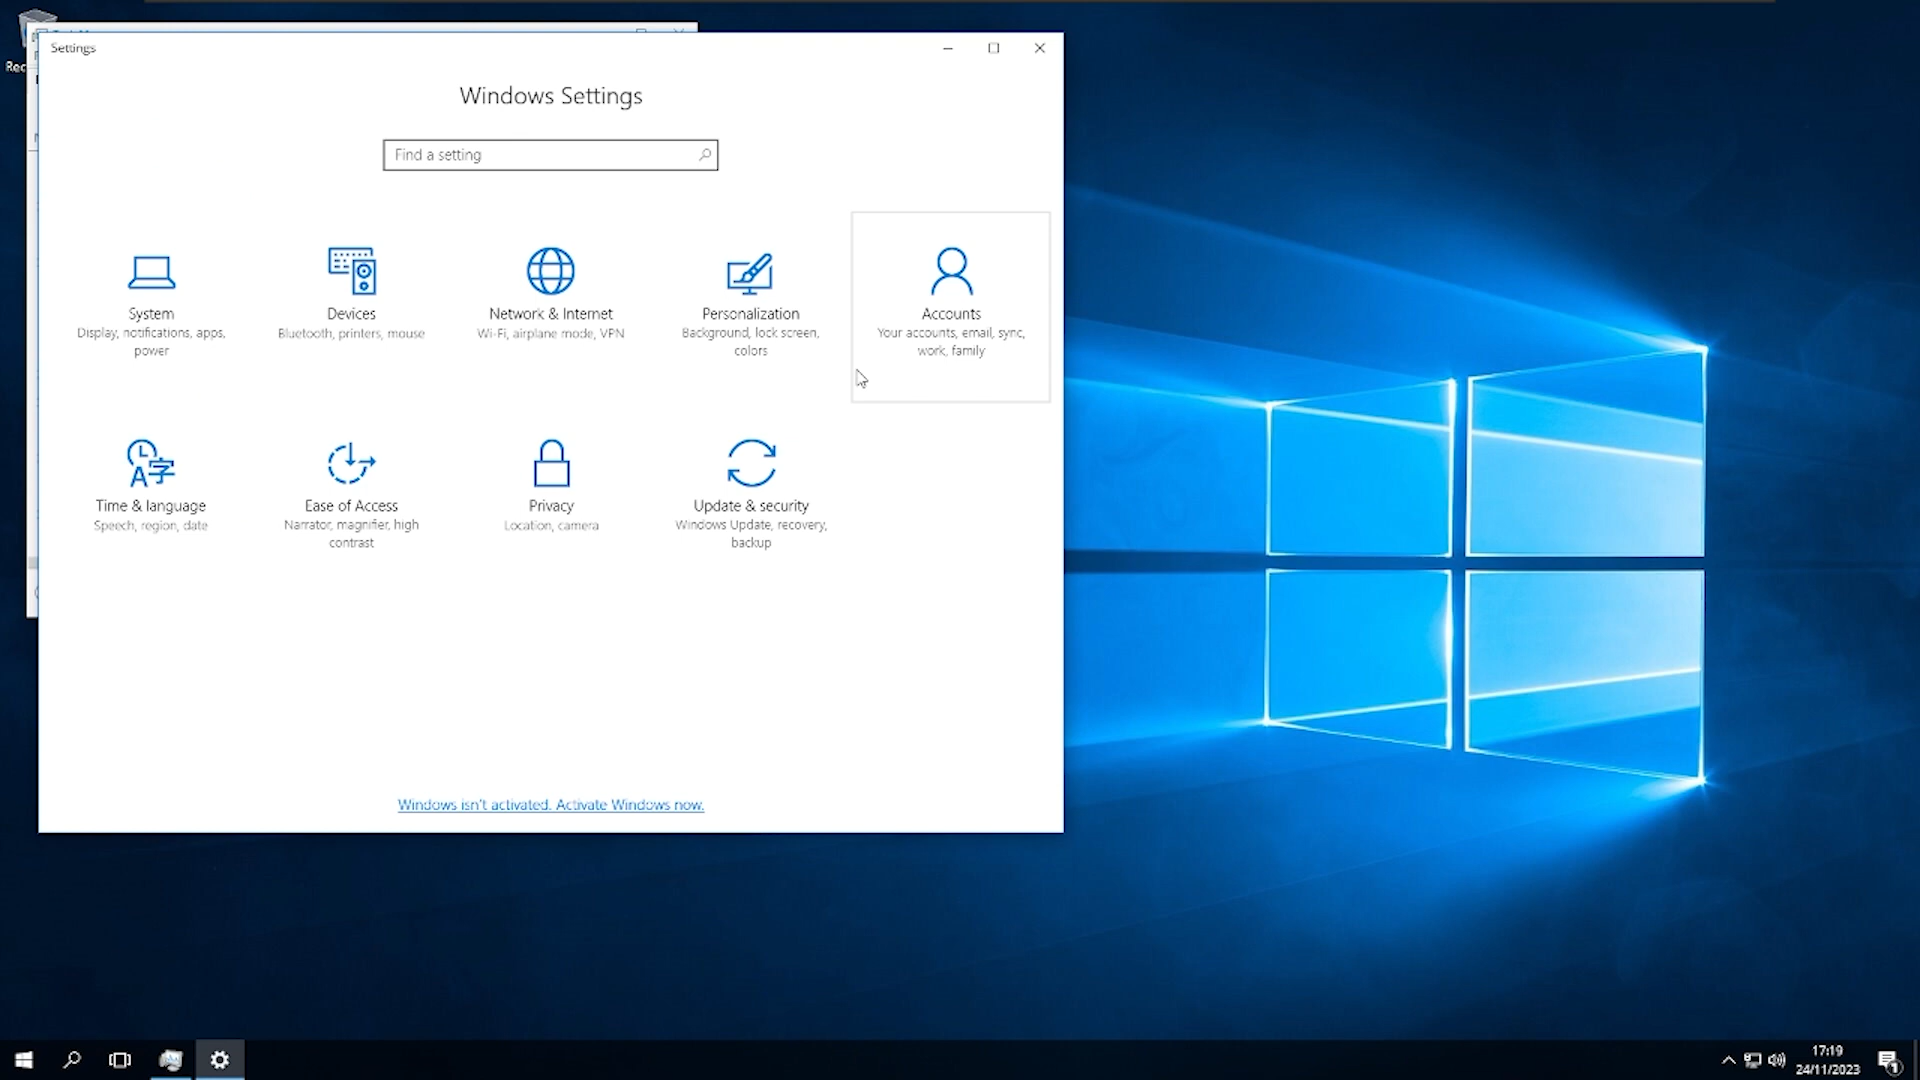 Rec
Settings
Windows Settings
Find a setting
System
Display, notifications, apps,
power
Devices
Bluetooth, printers, mouse
Network & Internet
Wi-Fi, airplane mode, VPN
Personalization
Background, lock screen,
colors
Accounts
Your accounts, email, sync,
work, family
Time & language
Speech, region, date
Ease of Access
Narrator, magnifier, high
contrast
Privacy
Location, camera
Update & security
Windows Update, recovery,
backup
Windows isn't activated. Activate Windows now.
17:19
24/11/2023
1